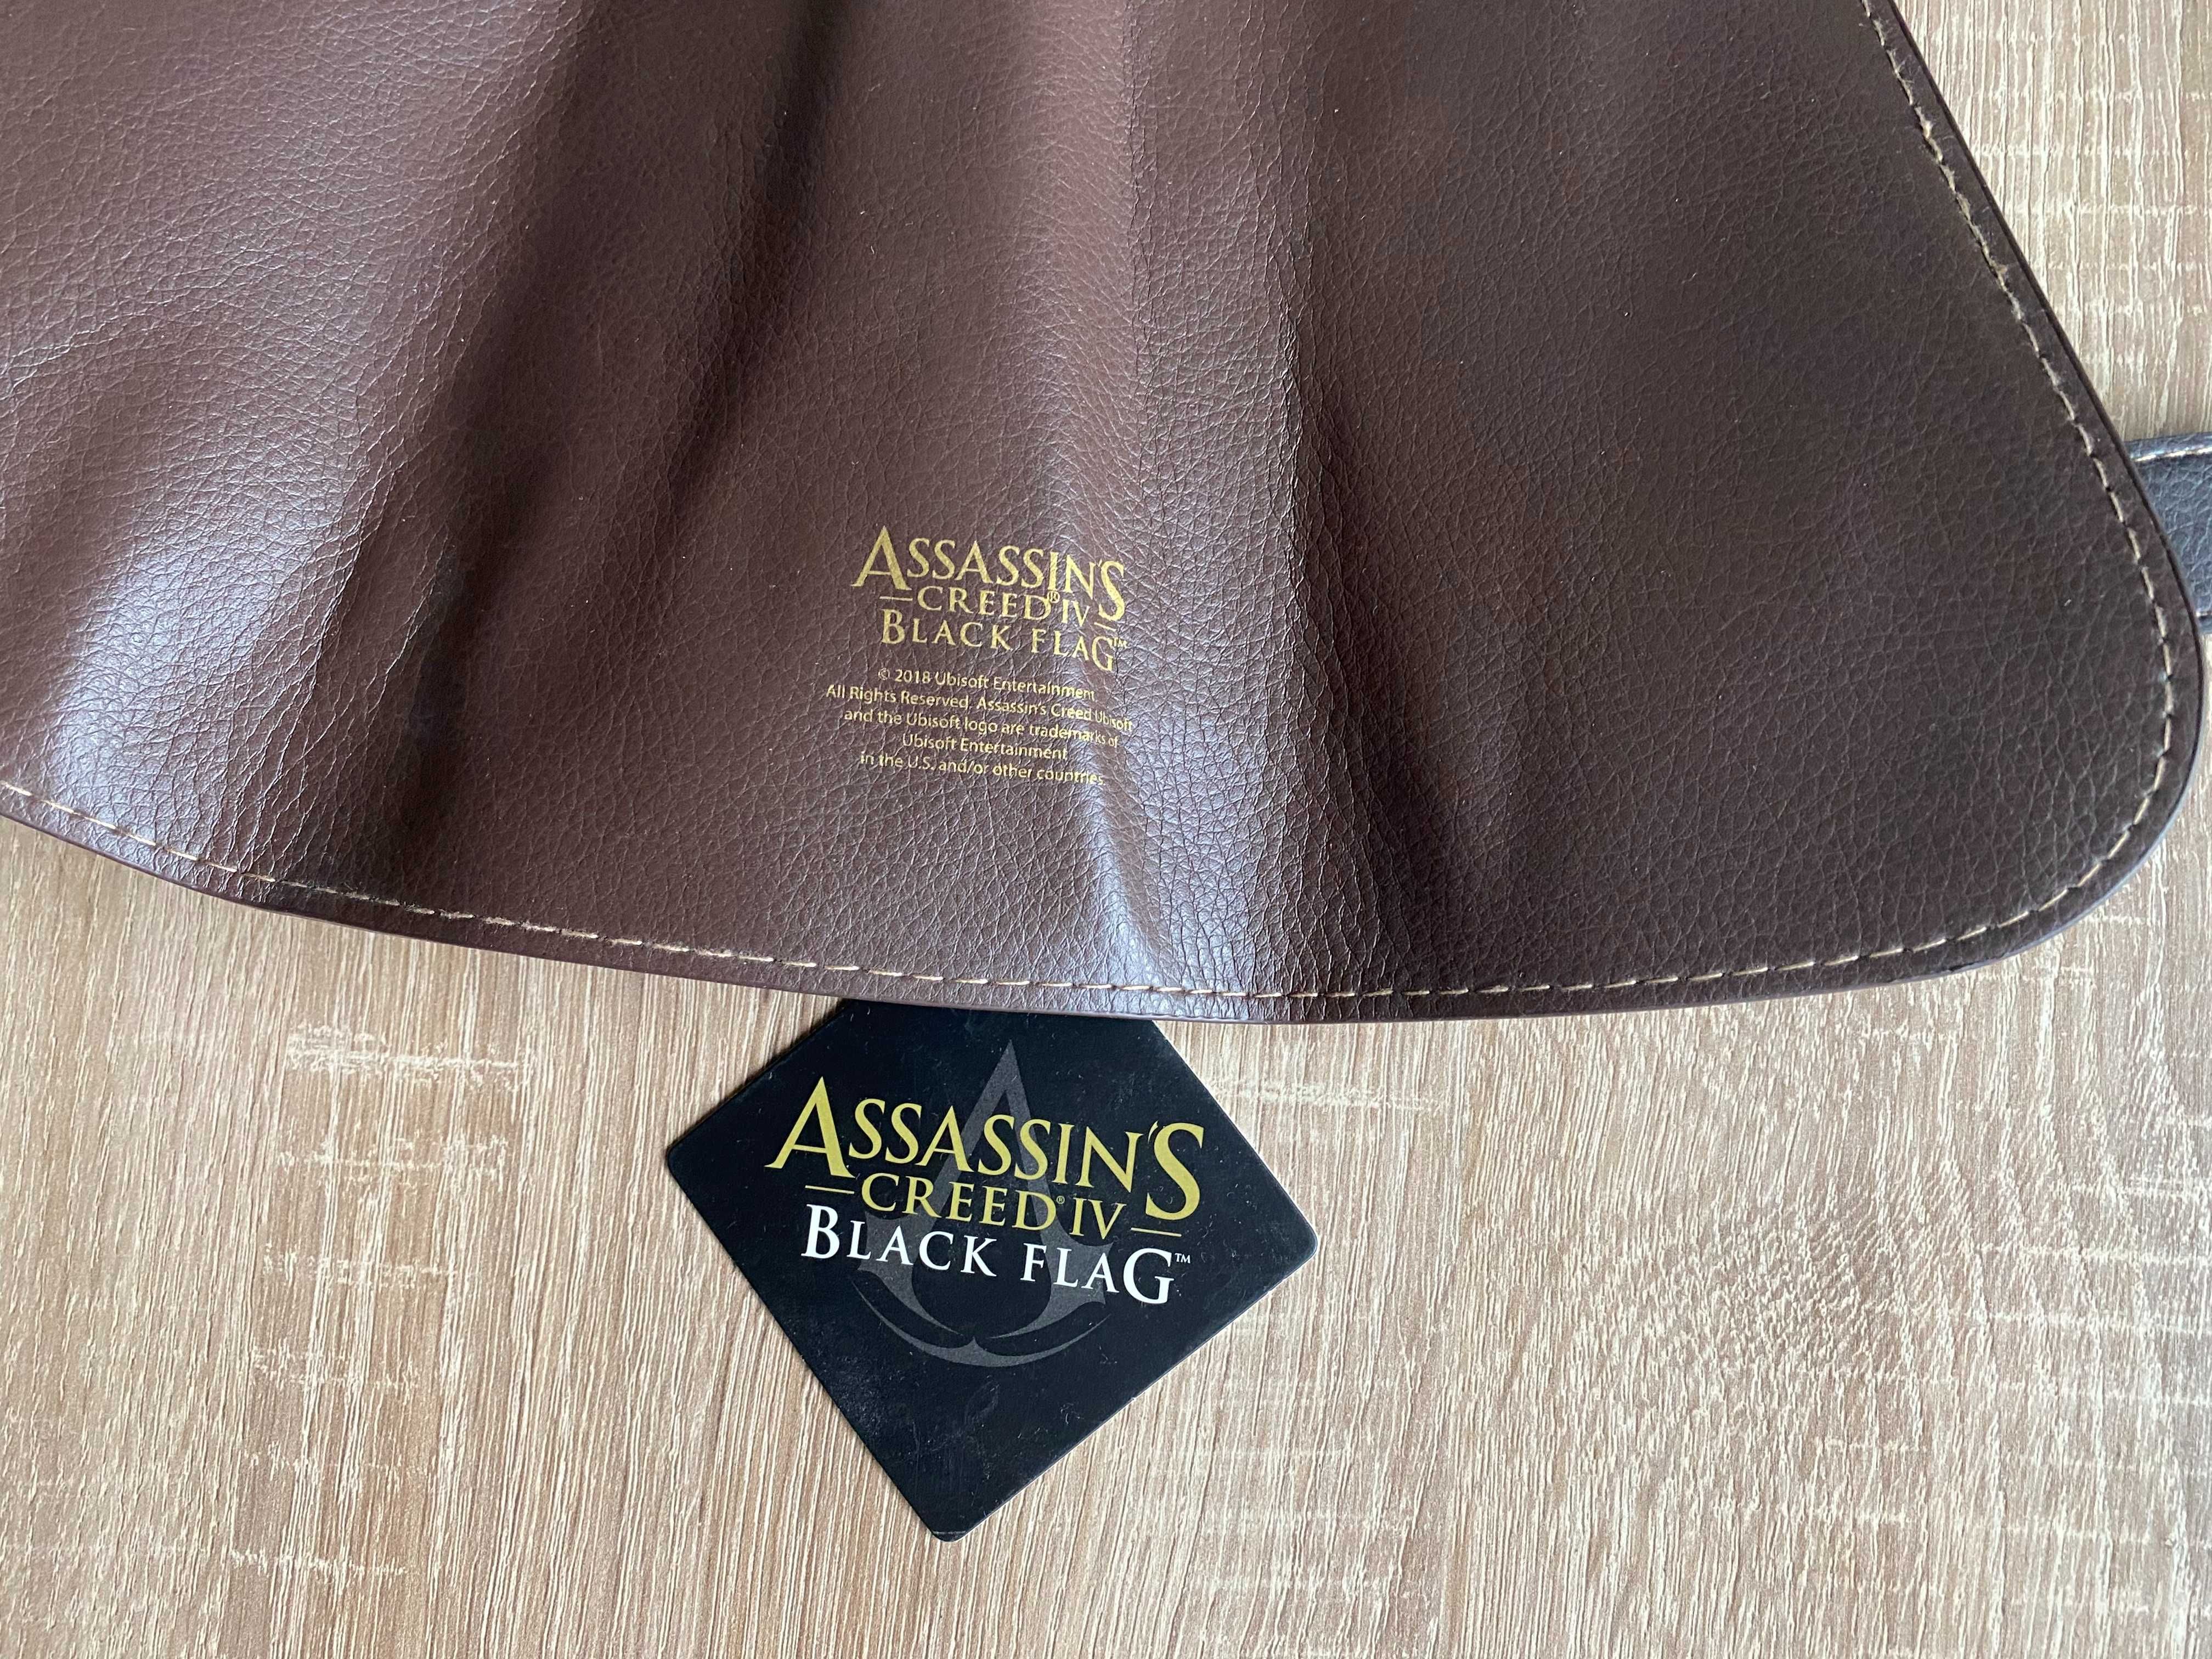 ASSASSIN'S
CREED® IV
BLACK FLAG™
© 2018 Ubisoft Entertainment
All Rights Reserved. Assassin's Creed Ubisoft
and the Ubisoft logo are trademarks of
Ubisoft Entertainment
in the U.S. and/or other countries.
ASSASSIN'S
CREED® IV
BLACK FLAG™